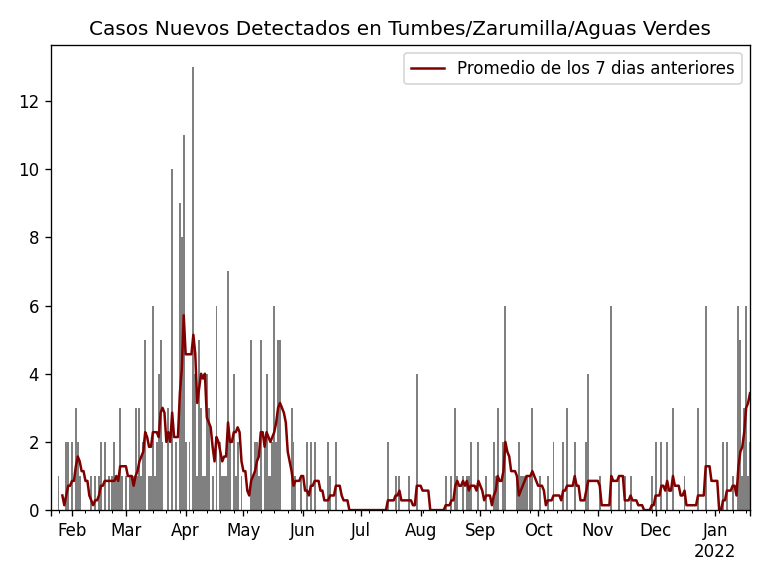 Casos Nuevos Detectados en Tumbes/Zarumilla/Aguas Verdes
Promedio de los 7 dias anteriores
12
10
8
6
4
2
0
Feb Mar Apr May Jun Jul Aug Sep Oct Nov Dec Jan
2022